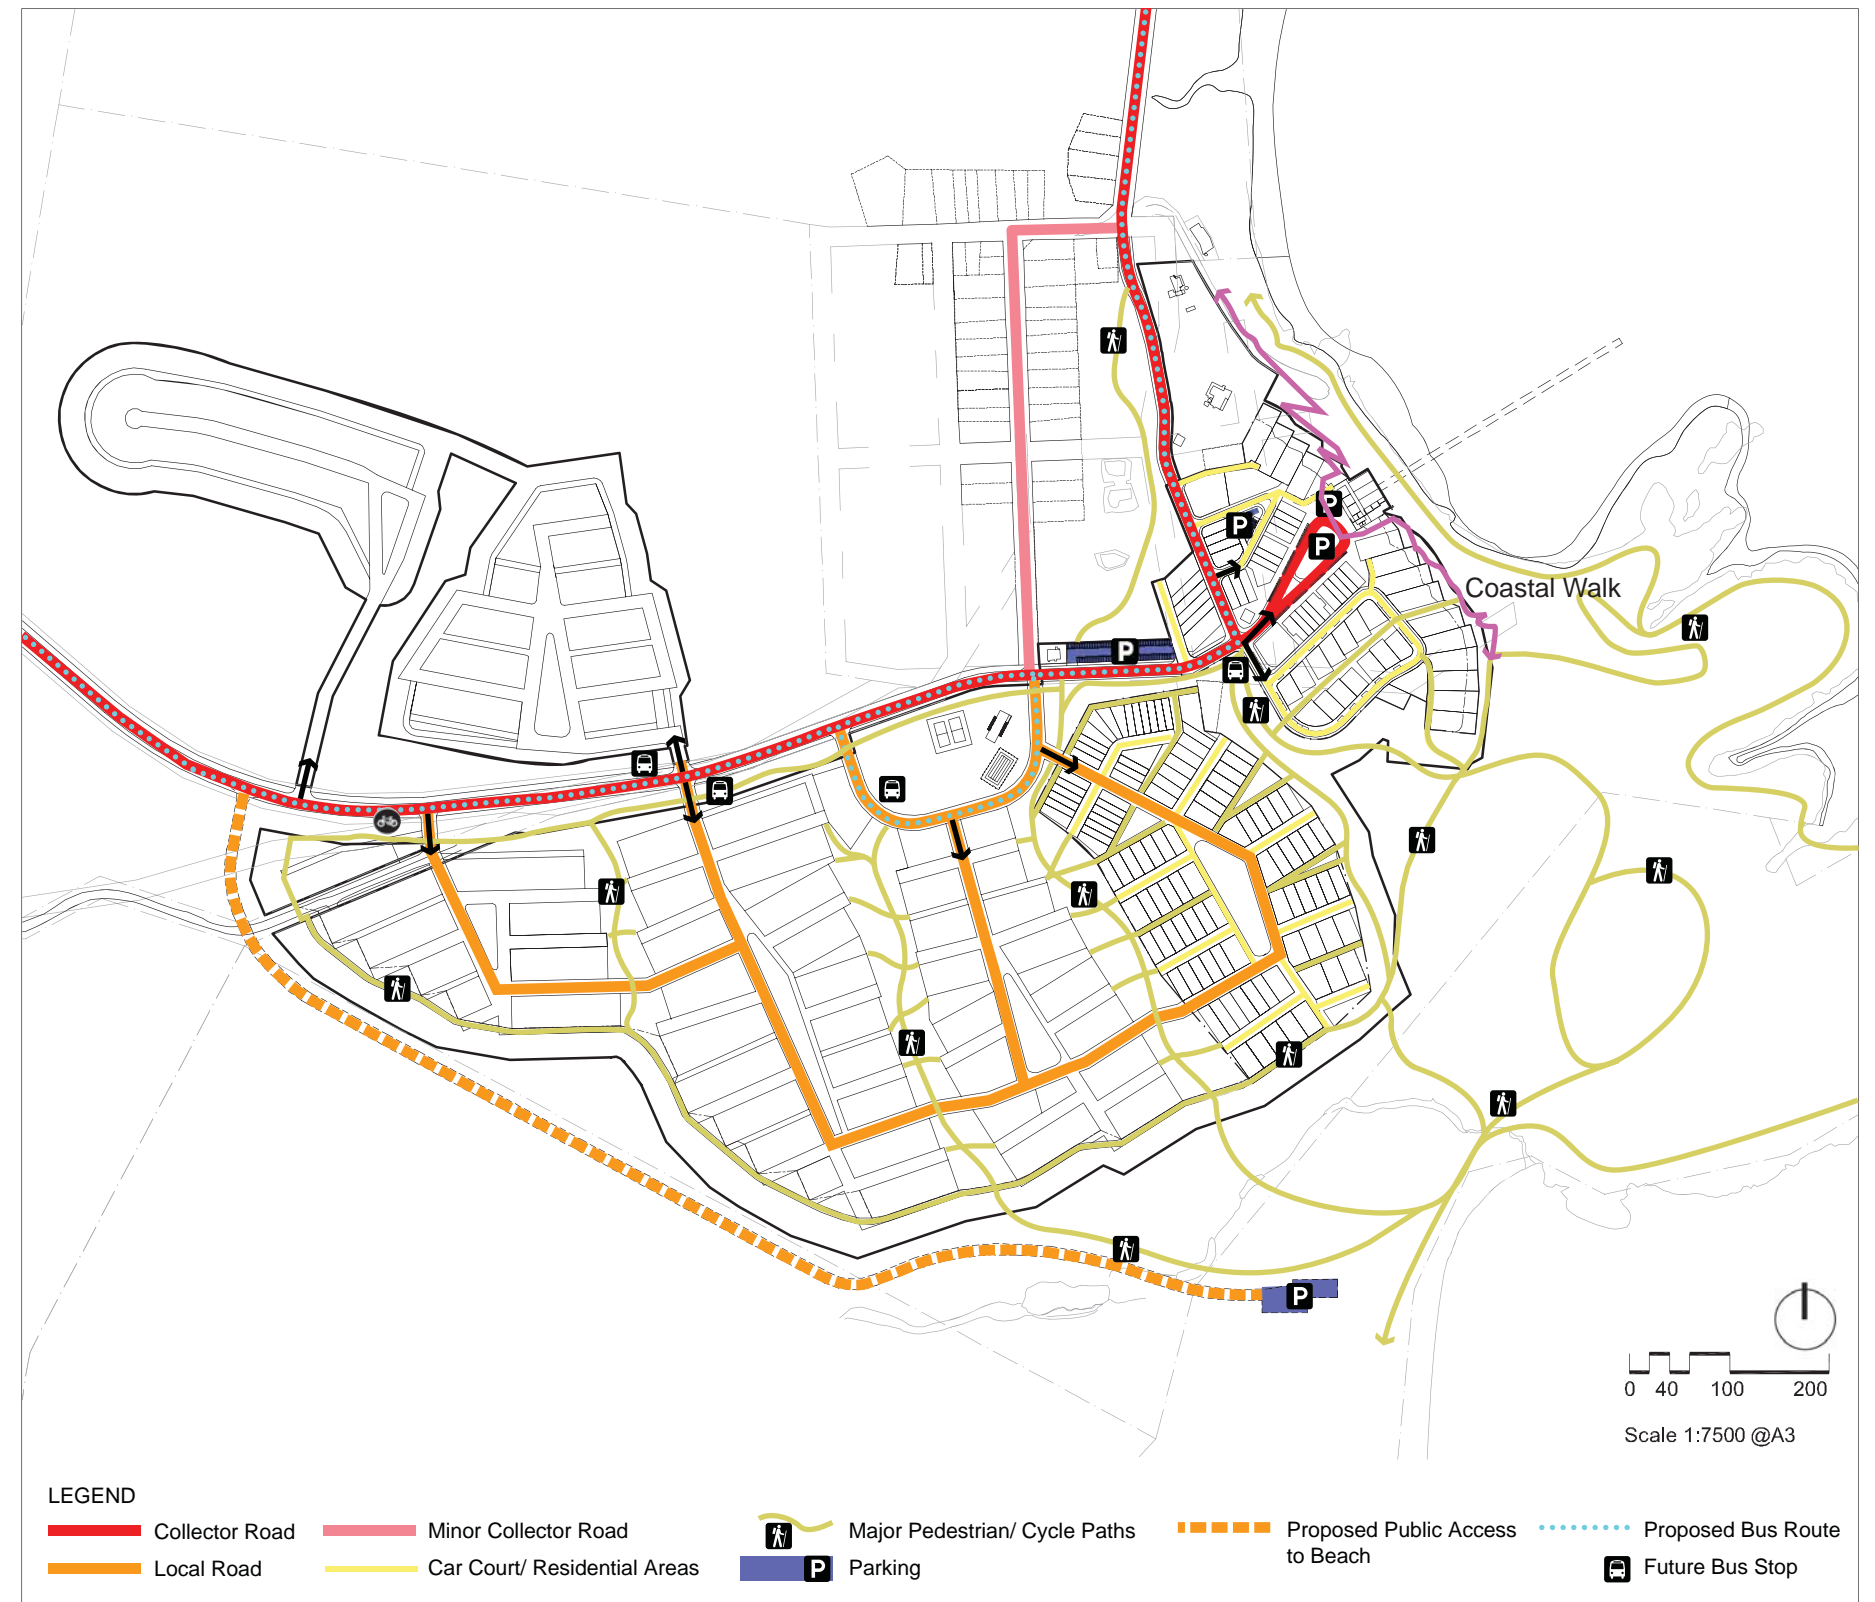 P
P
P
Coastal Walk
P
P
0 40 100 200
Scale 1:7500 @A3
LEGEND
Collector Road
Minor Collector Road
Major Pedestrian/ Cycle Paths
Proposed Public Access
to Beach
Proposed Bus Route
Local Road
Car Court/ Residential Areas
P
Parking
Future Bus Stop